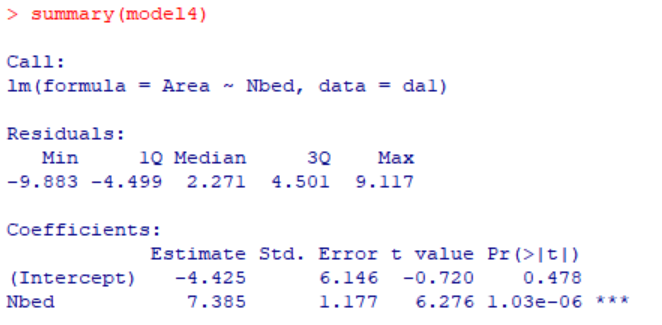 > summary(model4)
Call:
lm(formula = Area ~ Nbed, data = da1)
Residuals:
Min 1Q Median 3Q Max
-9.883 -4.499 2.271 4.501 9.117
Coefficients:
Estimate Std. Error t value Pr(>|t|)
(Intercept) -4.425 6.146 -0.720 0.478
Nbed 7.385 1.177 6.276 1.03e-06 ***